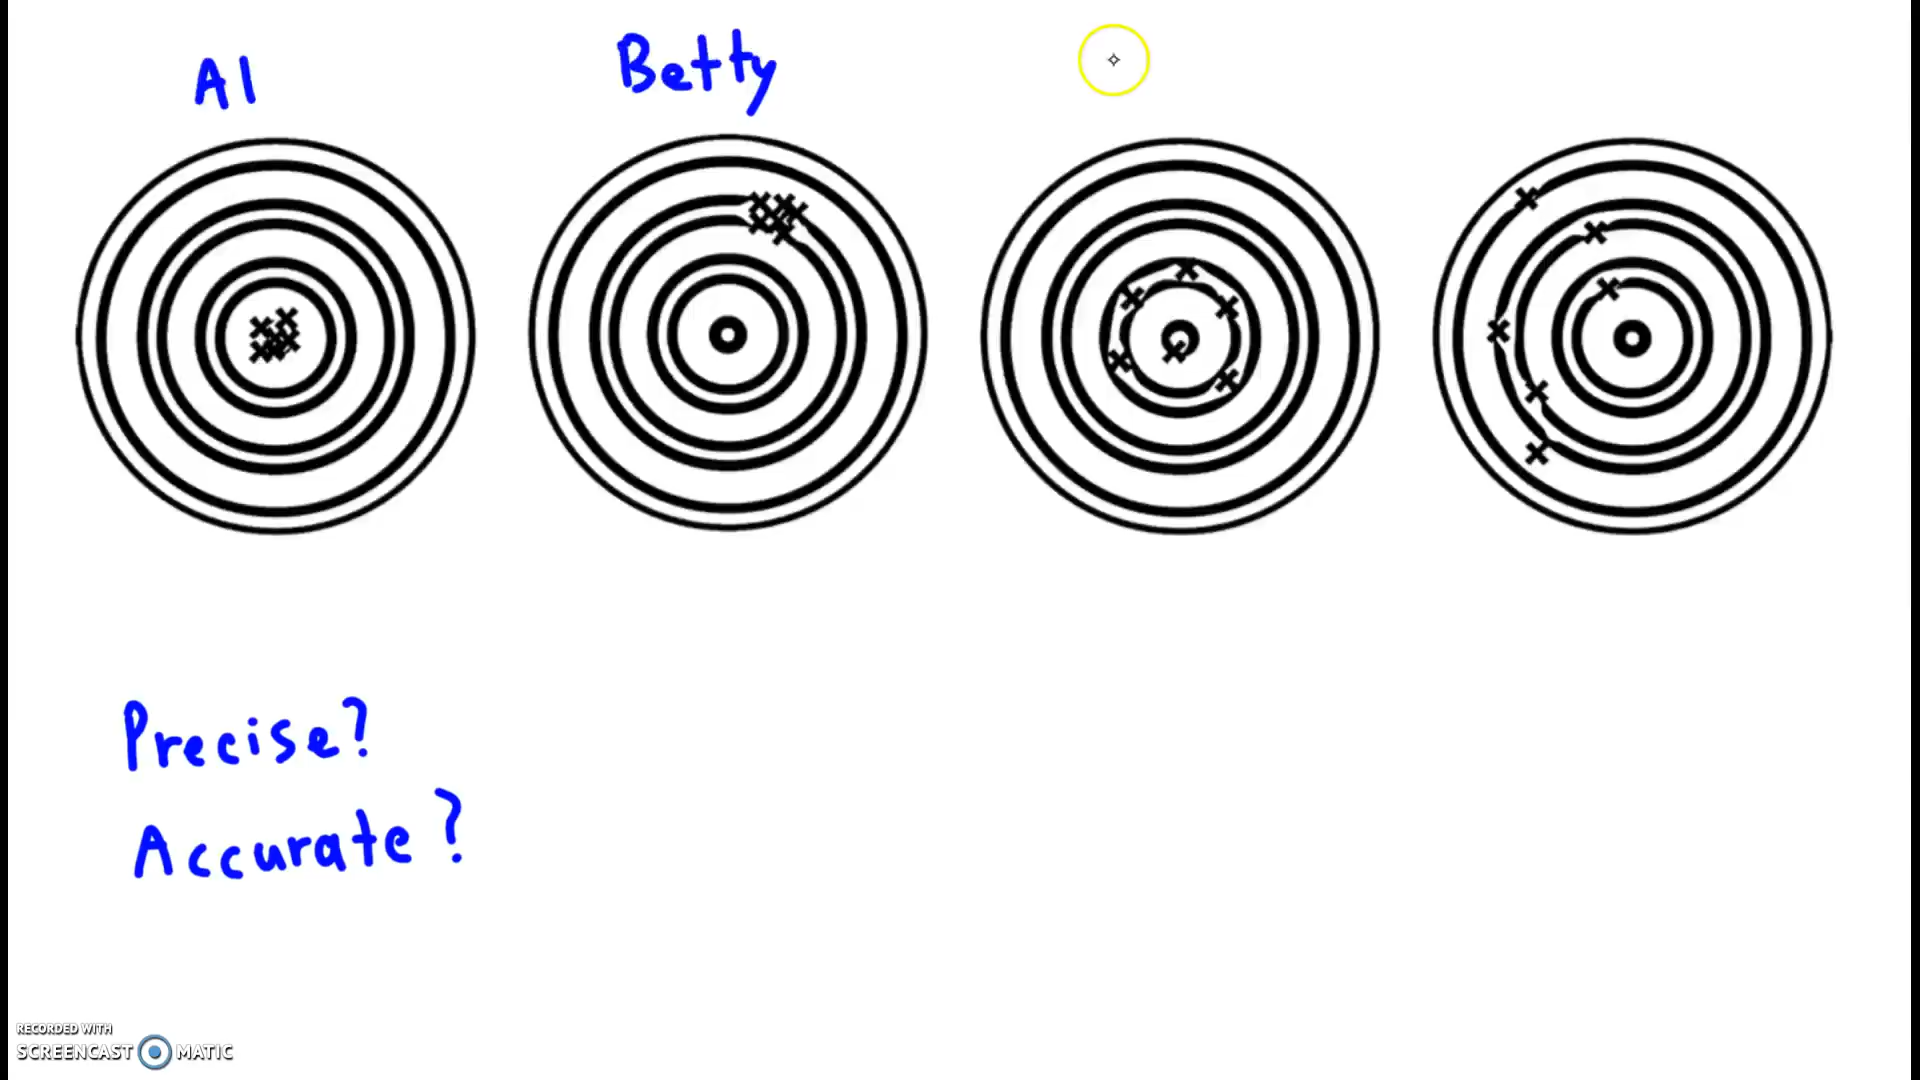 Al
Betty
Precise?
Accurate?
RECORDED WITH
SCREENCAST MATIC